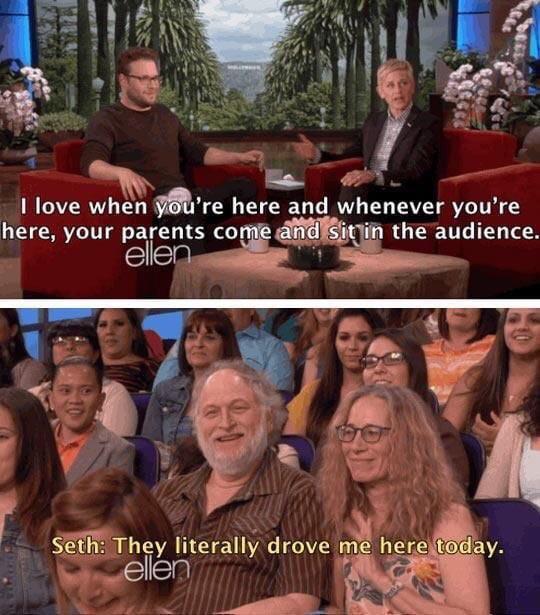 I love when you're here and whenever you're
here, your parents come and sit in the audience.
ellen
Seth: They literally drove me here today.
ellen